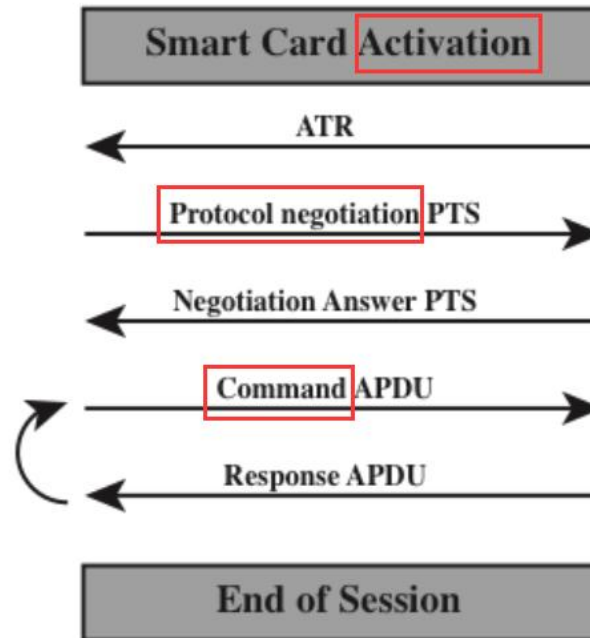 Smart Card Activation
ATR
Protocol negotiation PTS
Negotiation Answer PTS
Command APDU
Response APDU
End of Session